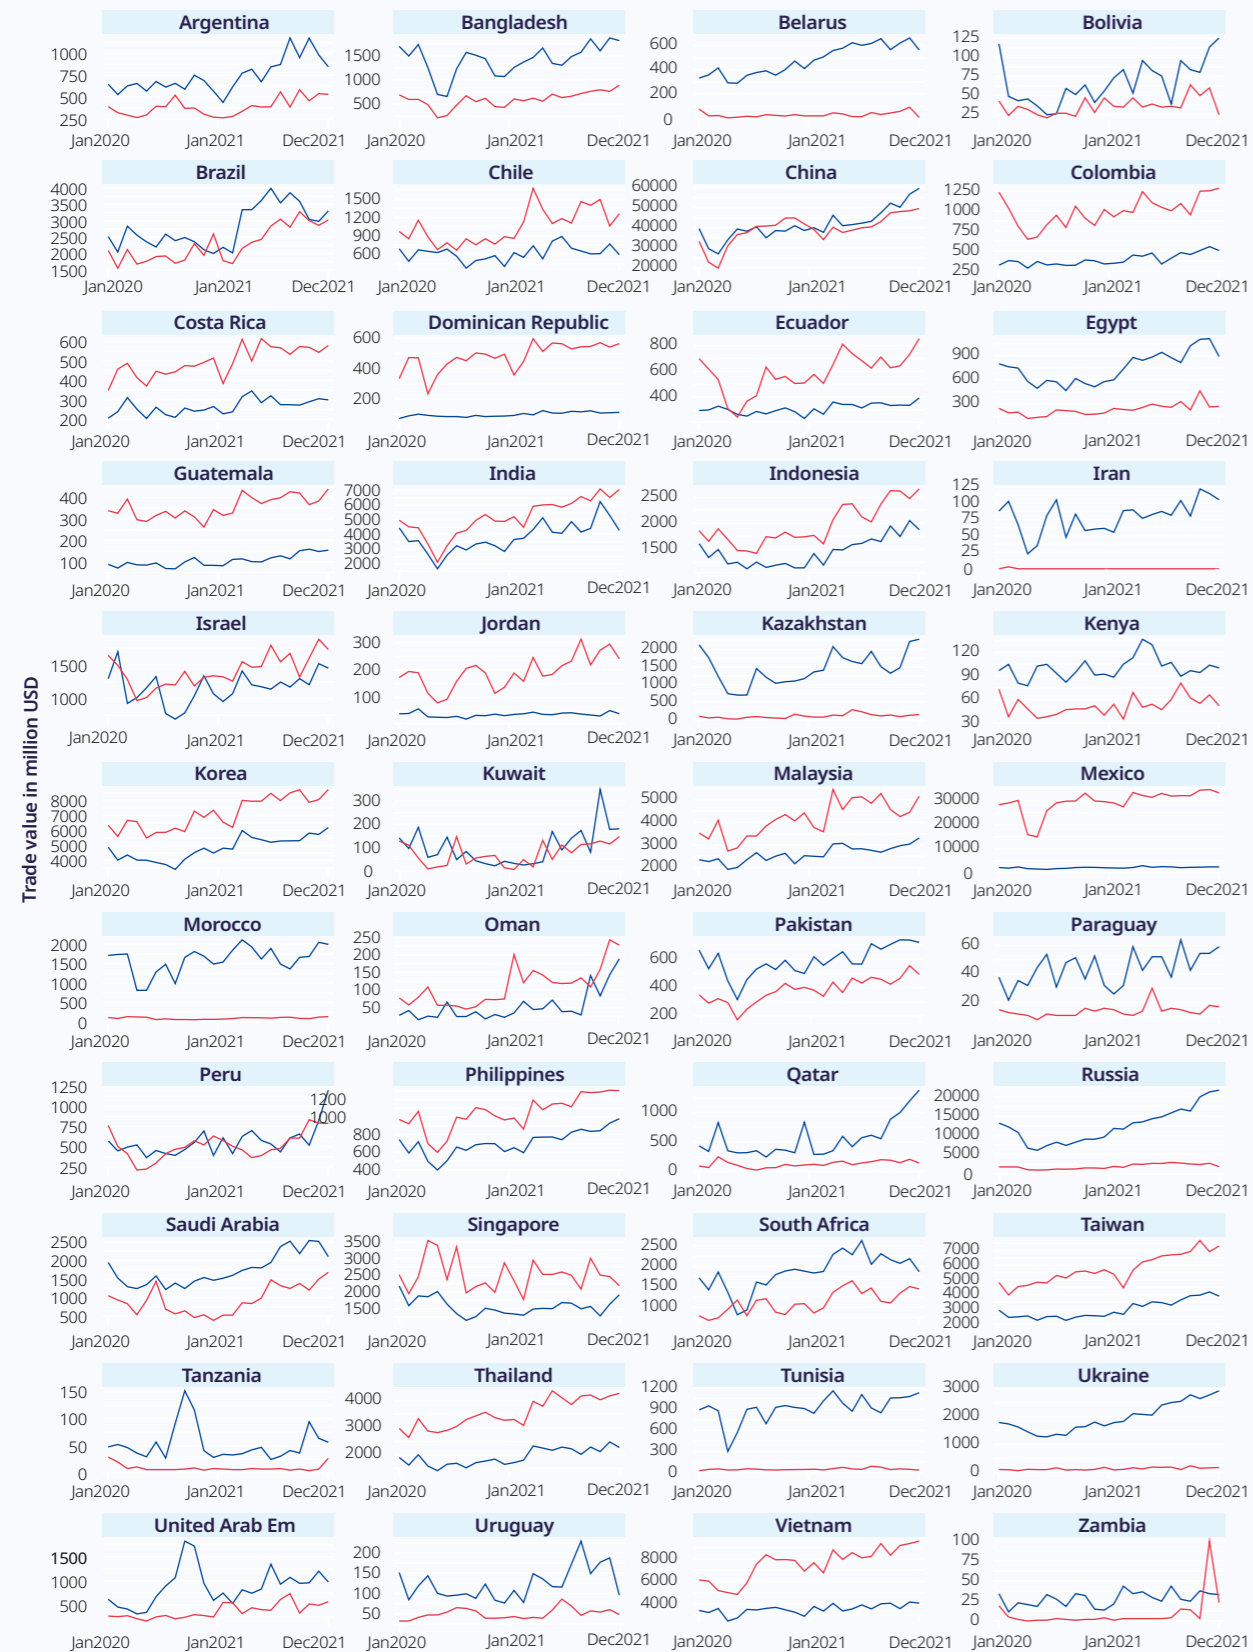 Trade value in million USD
Argentina
1000
750
500
250
Jan2020
Dec2021
Bangladesh
1500
1000
500
Jan2020
Jan2021
Dec2021
Belarus
600
400
200
0
Jan2020
Jan2021
Dec2021
Bolivia
125
100
75
50
25
Jan2020
Jan2021
Dec2021
Brazil
4000
3500
3000
2500
2000
1500
Jan2020
Jan2021
Dec2021
Chile
1500
1200
900
600
Jan2020
Jan2021
Dec2021
China
60000
50000
40000
30000
20000
Jan2020
Jan2021
Dec2021
Colombia
1250
1000
750
500
250
Jan2020
Jan2021
Dec2021
Costa Rica
600
500
400
300
200
Jan2020
Jan2021
Dec2021
Dominican Republic
600
400
200
Jan2020
Jan2021
Dec2021
Ecuador
800
600
400
Jan2020
Jan2021
Dec2021
Egypt
900
600
300
Jan2020
Jan2021
Dec2021
Guatemala
400
300
200
100
Jan2020
Jan2021
Dec2021
India
7000
6000
5000
4000
3000
2000
Jan2020
Jan2021
Dec2021
Indonesia
2500
2000
1500
Jan2020
Jan2021
Dec2021
Iran
125
100
75
50
25
0
Jan2020
Jan2021
Dec2021
Israel
1500
1000
Jan2020
Jan2021
Dec2021
Jordan
300
200
100
Jan2020
Jan2021
Dec2021
Kazakhstan
2000
1500
1000
500
0
Jan2020
Jan2021
Dec2021
Kenya
120
90
60
30
Jan2020
Jan2021
Dec2021
Korea
8000
7000
6000
5000
4000
Jan2020
Jan2021
Dec2021
Kuwait
300
200
100
0
Jan2020
Jan2021
Dec2021
Malaysia
5000
4000
3000
2000
Jan2020
Jan2021
Dec2021
Mexico
30000
20000
10000
0
Jan2020
Jan2021
Dec2021
Morocco
2000
1500
1000
500
0
Jan2020
Jan2021
Dec2021
Oman
250
200
150
100
50
Jan2020
Jan2021
Dec2021
Pakistan
600
400
200
Jan2020
Jan2021
Dec2021
Paraguay
60
40
20
Jan2020
Jan2021
Dec2021
Peru
1250
1000
750
500
250
Jan2020
Jan2021
Dec2021
Philippines
1200
1000
800
600
400
Jan2020
Jan2021
Dec2021
Qatar
1000
500
0
Jan2020
Jan2021
Dec2021
Russia
20000
15000
10000
5000
0
Jan2020
Jan2021
Dec2021
Saudi Arabia
2500
2000
1500
1000
500
Jan2020
Jan2021
Dec2021
Singapore
3500
3000
2500
2000
1500
Jan2020
Jan2021
Dec2021
South Africa
2500
2000
1500
1000
Jan2020
Jan2021
Dec2021
Taiwan
7000
6000
5000
4000
3000
2000
Jan2020
Jan2021
Dec2021
Tanzania
150
100
50
0
Jan2020
Jan2021
Dec2021
Thailand
4000
3000
2000
Jan2020
Jan2021
Dec2021
Tunisia
1200
900
600
300
0
Jan2020
Jan2021
Dec2021
Ukraine
3000
2000
1000
0
Jan2020
Jan2021
Dec2021
United Arab Em
1500
1000
500
Jan2020
Jan2021
Dec2021
Uruguay
200
150
100
50
Jan2020
Jan2021
Dec2021
Vietnam
8000
6000
4000
Jan2020
Jan2021
Dec2021
Zambia
100
75
50
25
0
Jan2020
Jan2021
Dec2021